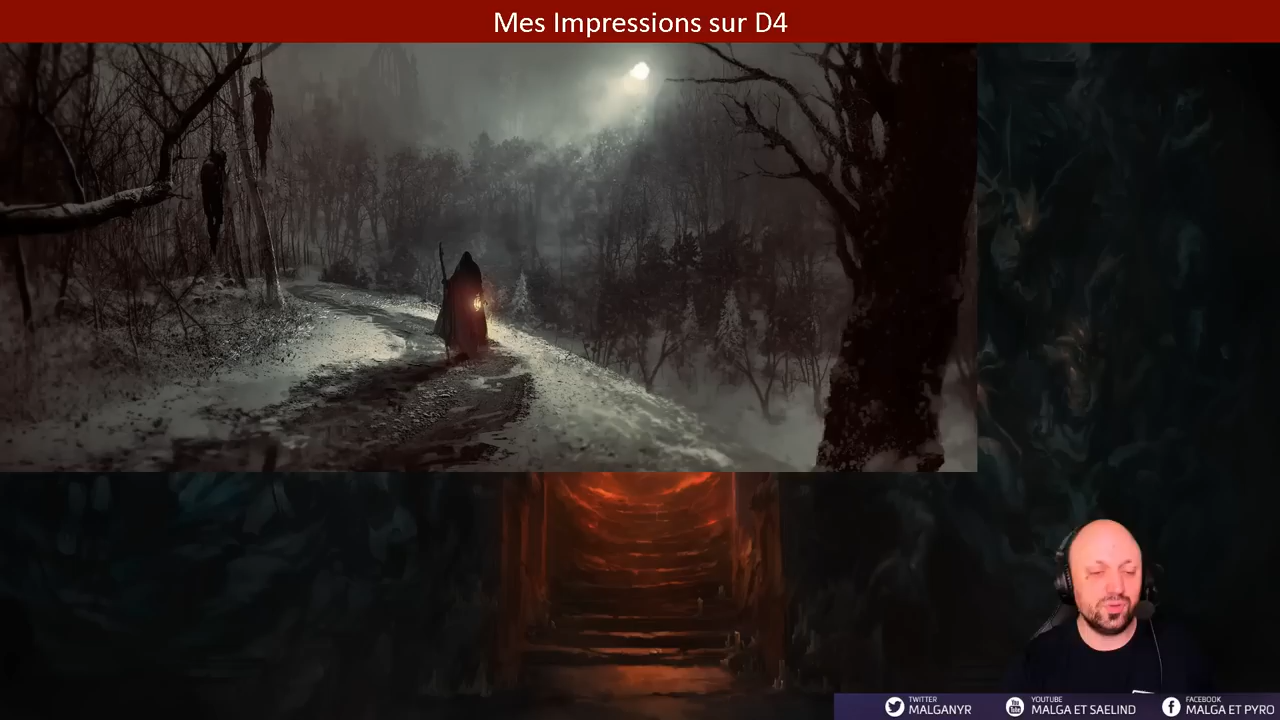 Mes Impressions sur D4
TWITTER
MALGANYR
YOUTUBE
MALGA ET SAELIND
FACEBOOK
MALGA ET PYRO